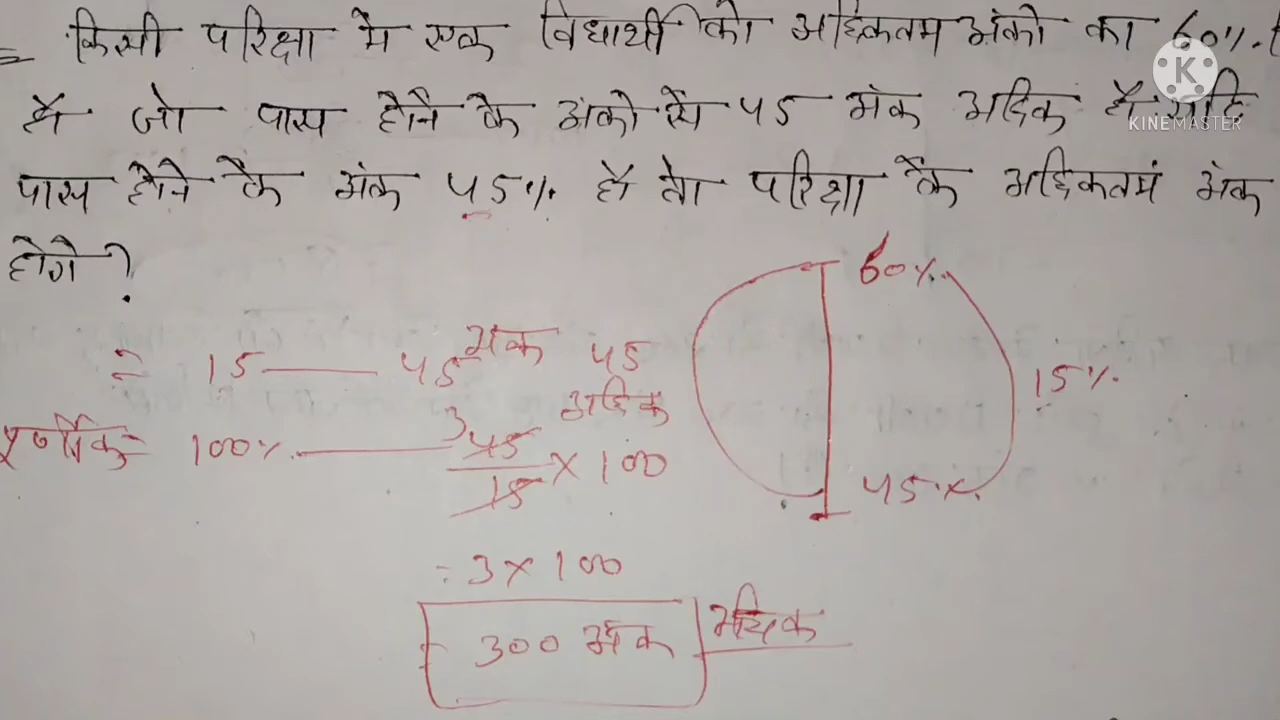 = किसी परिक्षा मे एक विधार्थी को अधिकतम अंको का 60%
है जो पास होने के अंको से 45 अंक अधिक है यदि
पास होने के अंक 45% है तो परिक्षा के अधिकतमं अंक
होगे ?
60%
= 15 — 45 अंक 45 अधिक
15%
पूर्णांक = 100% — 45/15 × 100
3
45%
= 3 × 100
= 300 अंक अधिक
K
KINEMASTER